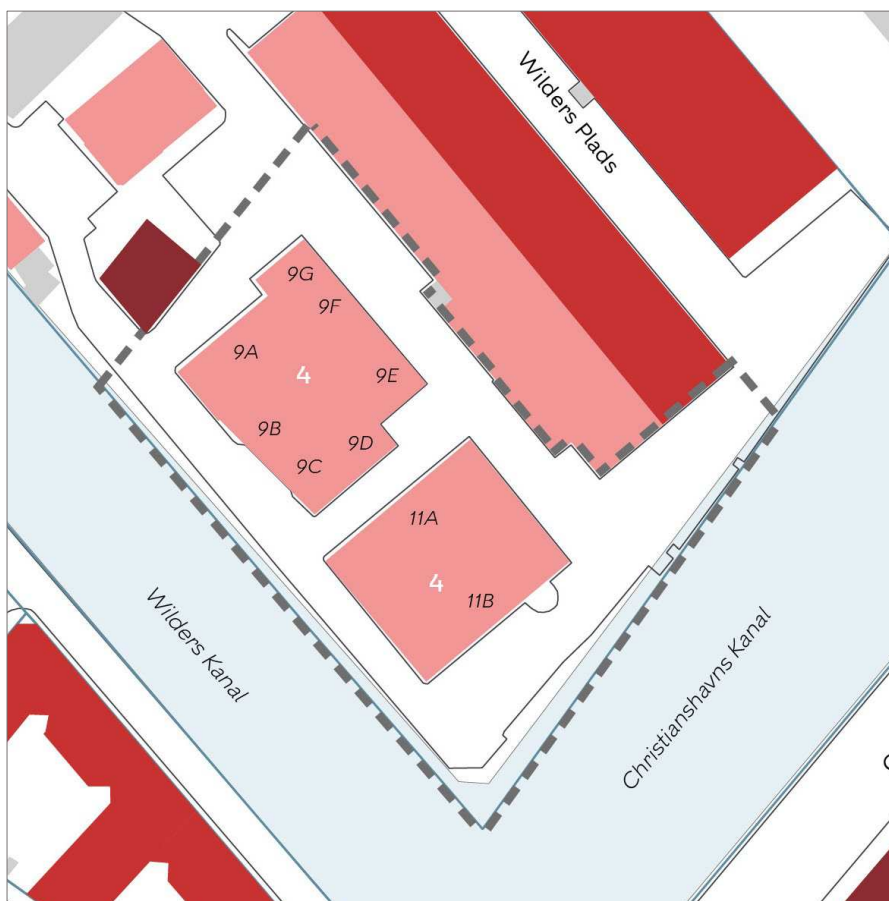 Wilders Plads
9G
9F
9A
4
9E
9B
9D
9C
11A
4
11B
Wilders Kanal
Christianshavns Kanal